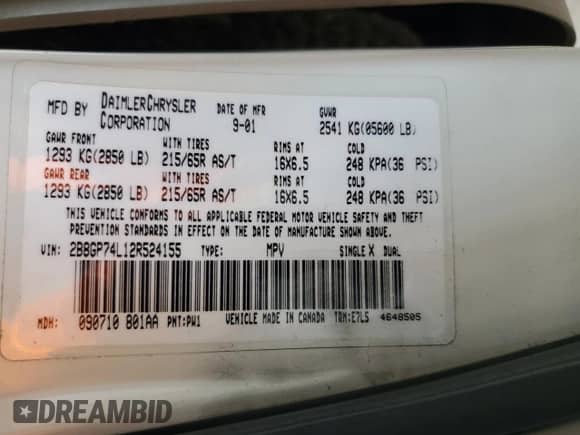 MFD BY DAIMLERCHRYSLER CORPORATION DATE OF MFR 9-01 GVWR 2541 KG(05600 LB)
GAWR FRONT WITH TIRES RIMS AT COLD
1293 KG(2850 LB) 215/65R AS/T 16X6.5 248 KPA(36 PSI)
GAWR REAR WITH TIRES RIMS AT COLD
1293 KG(2850 LB) 215/65R AS/T 16X6.5 248 KPA(36 PSI)
THIS VEHICLE CONFORMS TO ALL APPLICABLE FEDERAL MOTOR VEHICLE SAFETY AND THEFT
PREVENTION STANDARDS IN EFFECT ON THE DATE OF MANUFACTURE SHOWN ABOVE.
VIN: 2B8GP74L12R524155 TYPE: MPV SINGLE X DUAL
MDH: 090710 801AA PNT:PW1 VEHICLE MADE IN CANADA TRM:E7L5 4648505
DREAMBID